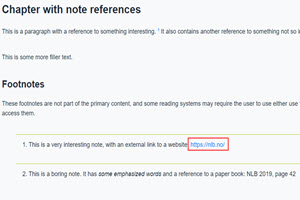 Chapter with note references
This is a paragraph with a reference to something interesting. 1 It also contains another reference to something not so i
This is some more filler text.
Footnotes
These footnotes are not part of the primary content, and some reading systems may require the user to use either use
access them.
1. This is a very interesting note, with an external link to a website: https://nlb.no/
2. This is a boring note. It has some emphasized words and a reference to a paper book: NLB 2019, page 42